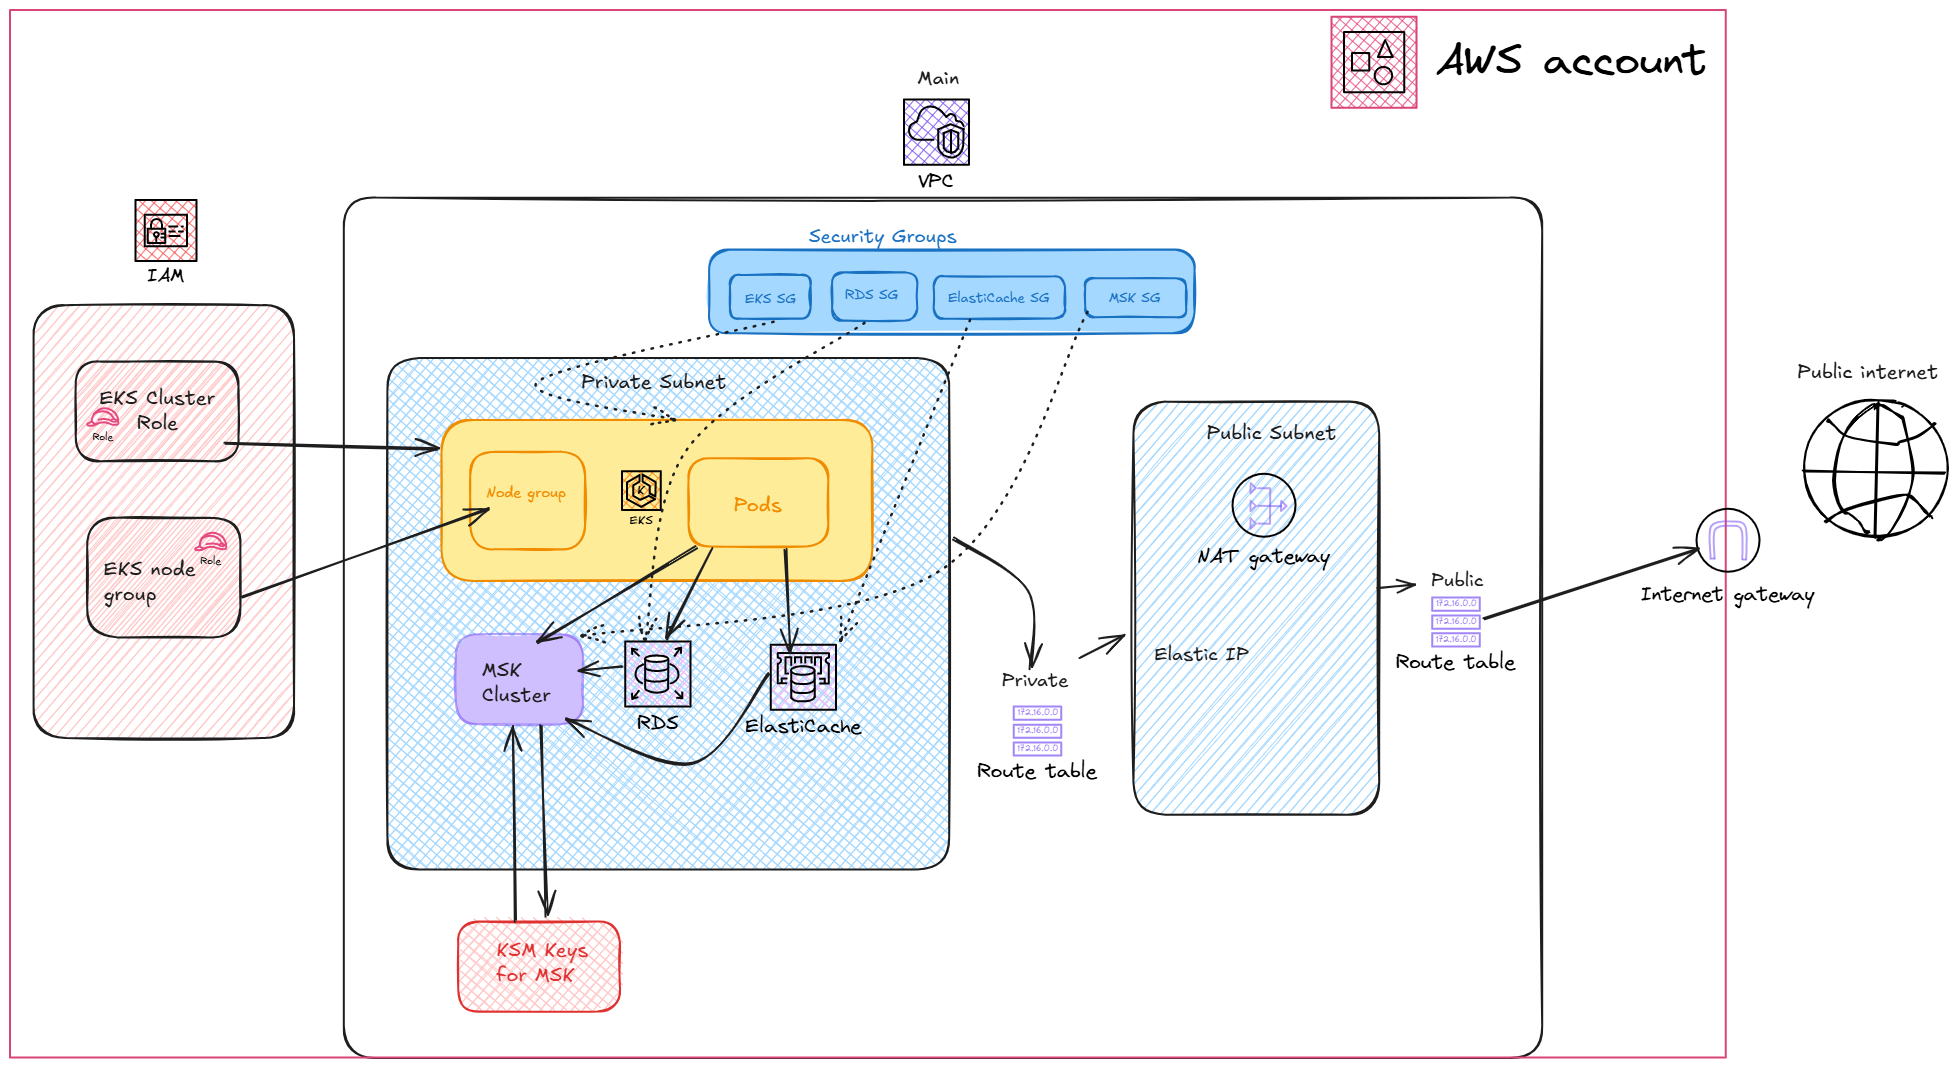 AWS account
Main
VPC
IAM
Security Groups
EKS SG
RDS SG
ElastiCache SG
MSK SG
EKS Cluster
Role
Role
EKS node
group
Role
Private Subnet
Node group
EKS
Pods
MSK
Cluster
RDS
ElastiCache
KSM Keys
for MSK
Private
172.16.0.0
172.16.0.0
172.16.0.0
Route table
Public Subnet
NAT gateway
Elastic IP
Public
172.16.0.0
172.16.0.0
172.16.0.0
Route table
Internet gateway
Public internet